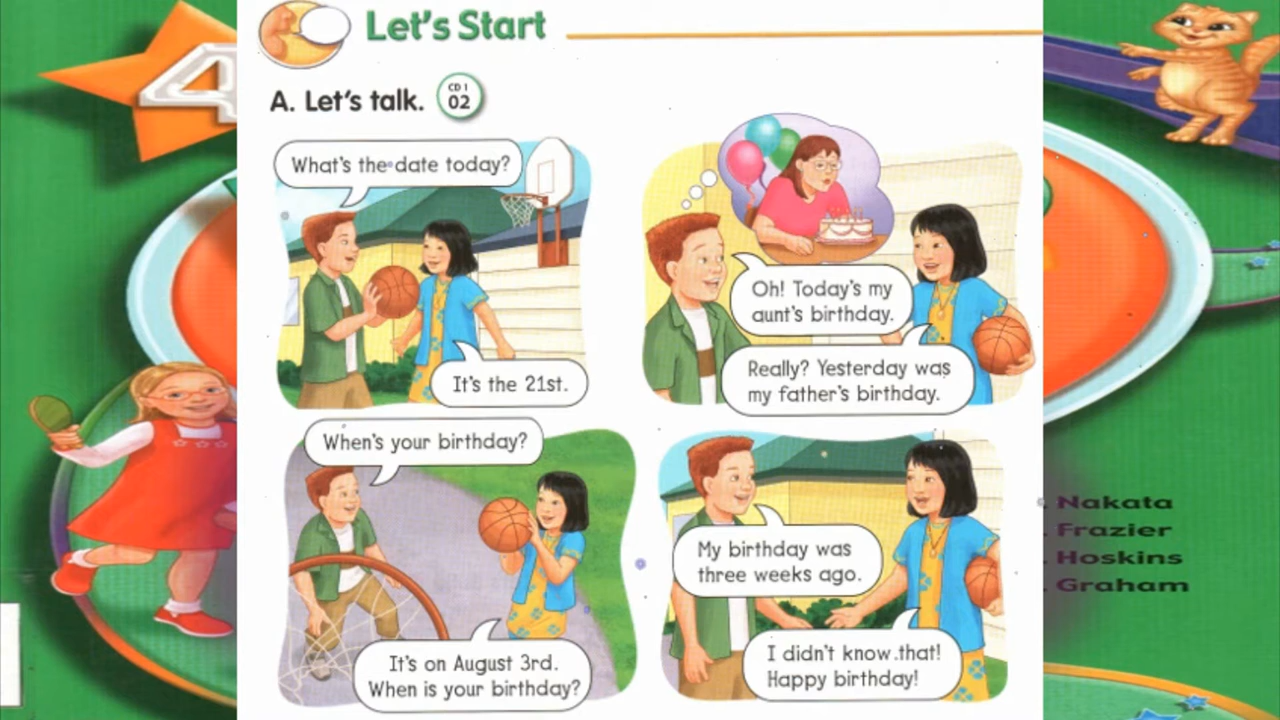 4
Let's Start
A. Let's talk.
CD 1
02
What's the date today?
It's the 21st.
Oh! Today's my
aunt's birthday.
Really? Yesterday was
my father's birthday.
When's your birthday?
It's on August 3rd.
When is your birthday?
My birthday was
three weeks ago.
I didn't know that!
Happy birthday!
Nakata
Frazier
Hoskins
Graham